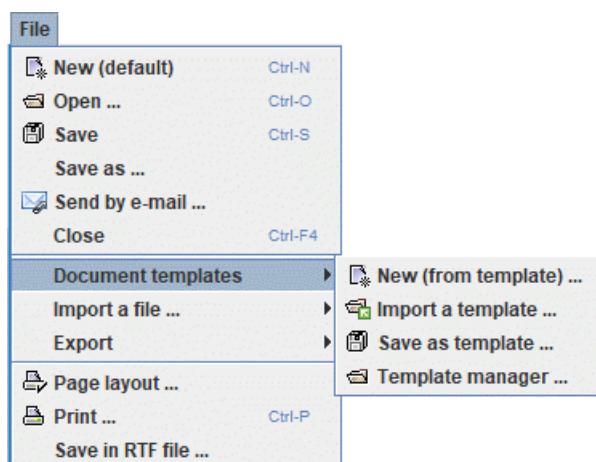 File
New (default) Ctrl-N
Open ... Ctrl-O
Save Ctrl-S
Save as ...
Send by e-mail ...
Close Ctrl-F4
Document templates
Import a file ...
Export
Page layout ...
Print ... Ctrl-P
Save in RTF file ...
New (from template) ...
Import a template ...
Save as template ...
Template manager ...